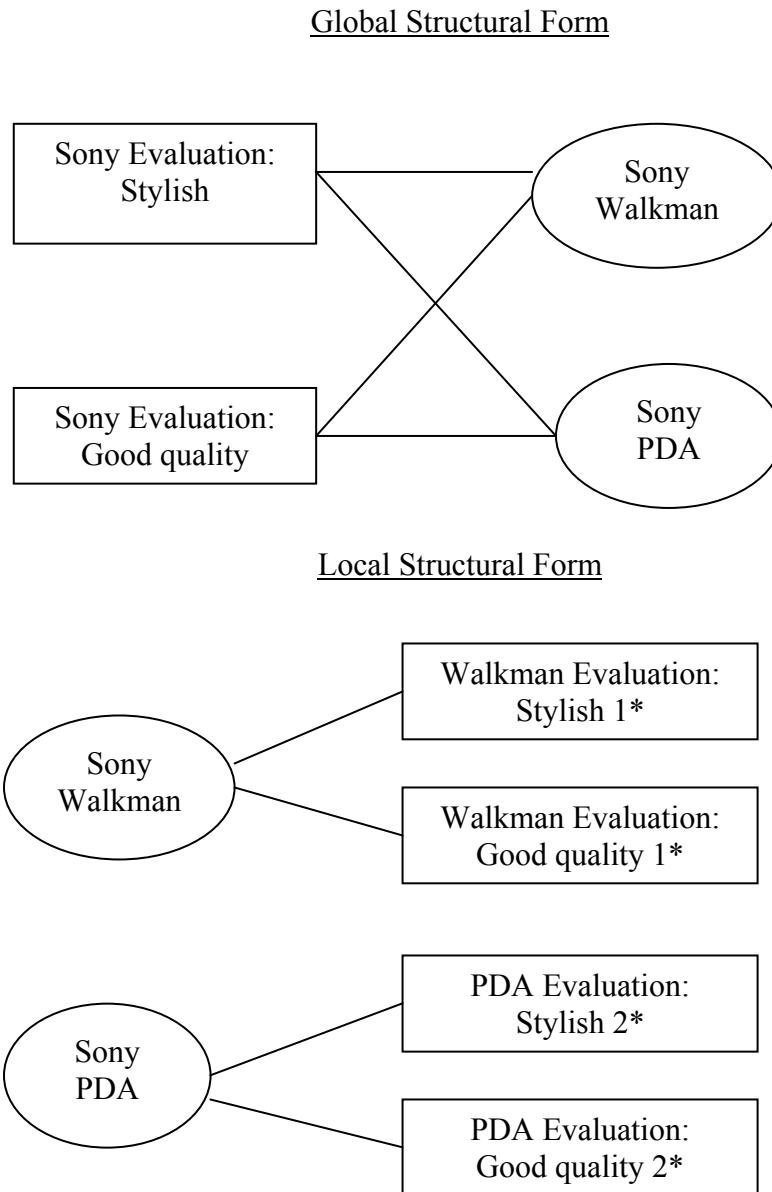 Global Structural Form
Sony Evaluation:
Stylish
Sony
Walkman
Sony Evaluation:
Good quality
Sony
PDA
Local Structural Form
Walkman Evaluation:
Stylish 1*
Sony
Walkman
Walkman Evaluation:
Good quality 1*
PDA Evaluation:
Stylish 2*
Sony
PDA
PDA Evaluation:
Good quality 2*